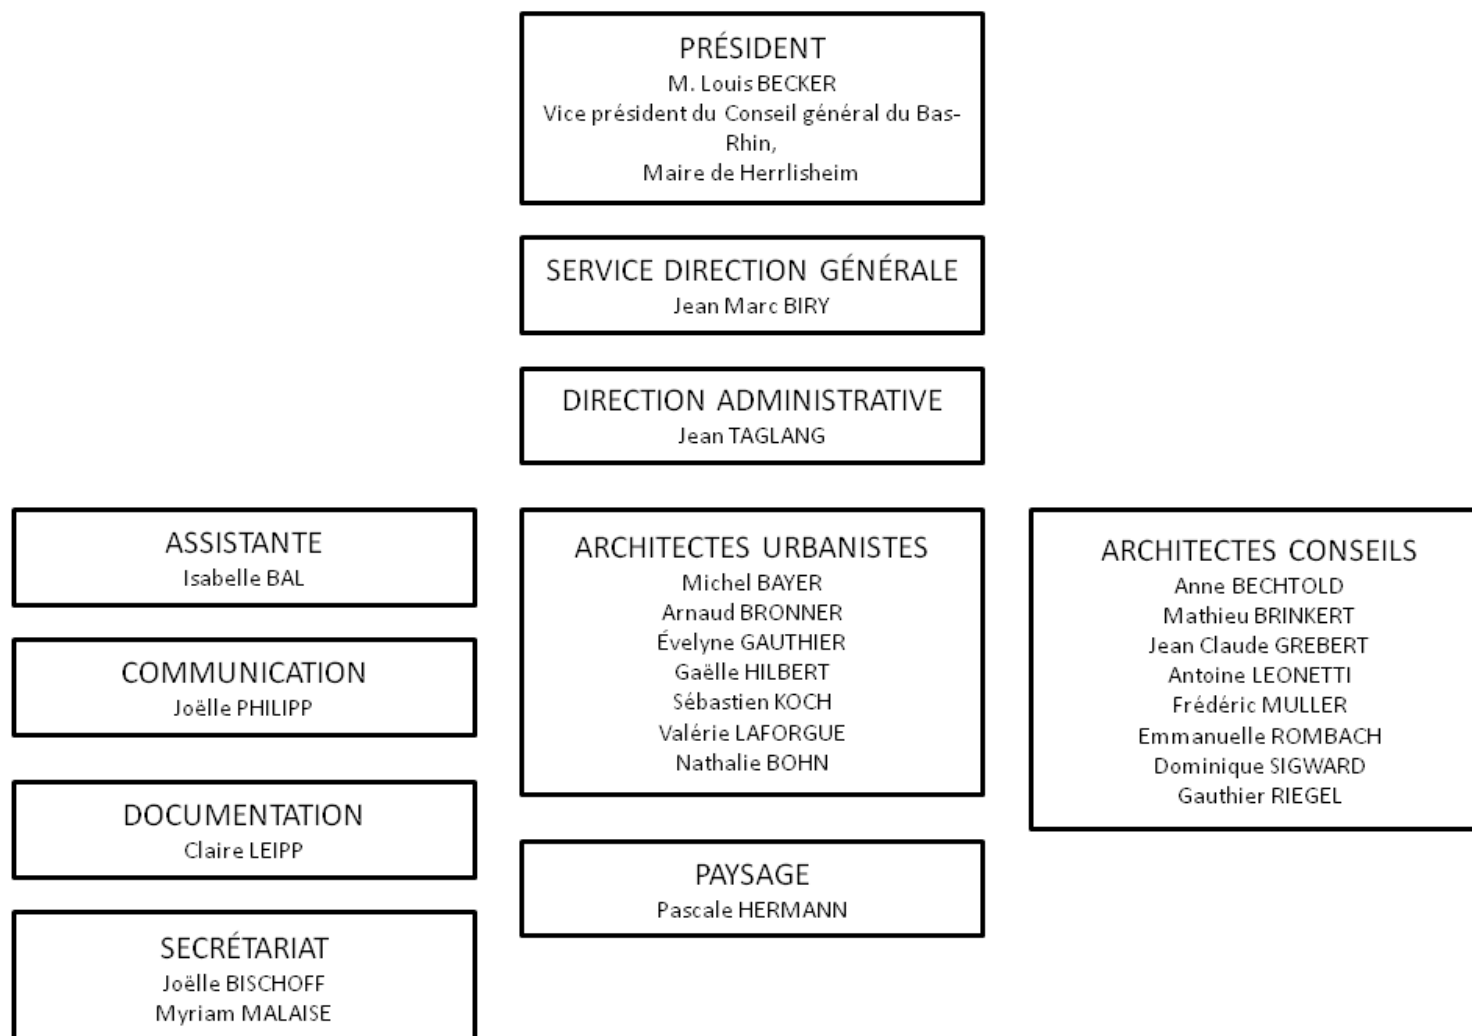 PRÉSIDENT
M. Louis BECKER
Vice président du Conseil général du Bas-
Rhin,
Maire de Herrlisheim
SERVICE DIRECTION GÉNÉRALE
Jean Marc BIRY
DIRECTION ADMINISTRATIVE
Jean TAGLANG
ASSISTANTE
Isabelle BAL
COMMUNICATION
Joëlle PHILIPP
DOCUMENTATION
Claire LEIPP
SECRÉTARIAT
Joëlle BISCHOFF
Myriam MALAISE
ARCHITECTES URBANISTES
Michel BAYER
Arnaud BRONNER
Évelyne GAUTHIER
Gaëlle HILBERT
Sébastien KOCH
Valérie LAFORGUE
Nathalie BOHN
PAYSAGE
Pascale HERMANN
ARCHITECTES CONSEILS
Anne BECHTOLD
Mathieu BRINKERT
Jean Claude GREBERT
Antoine LEONETTI
Frédéric MULLER
Emmanuelle ROMBACH
Dominique SIGWARD
Gauthier RIEGEL